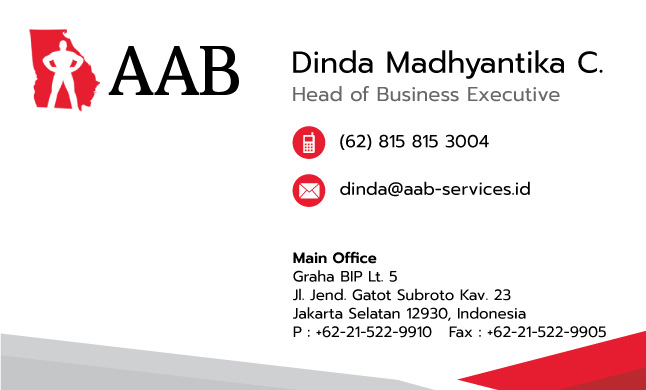 AAB
Dinda Madhyantika C.
Head of Business Executive
(62) 815 815 3004
dinda@aab-services.id
Main Office
Graha BIP Lt. 5
Jl. Jend. Gatot Subroto Kav. 23
Jakarta Selatan 12930, Indonesia
P : +62-21-522-9910 Fax : +62-21-522-9905